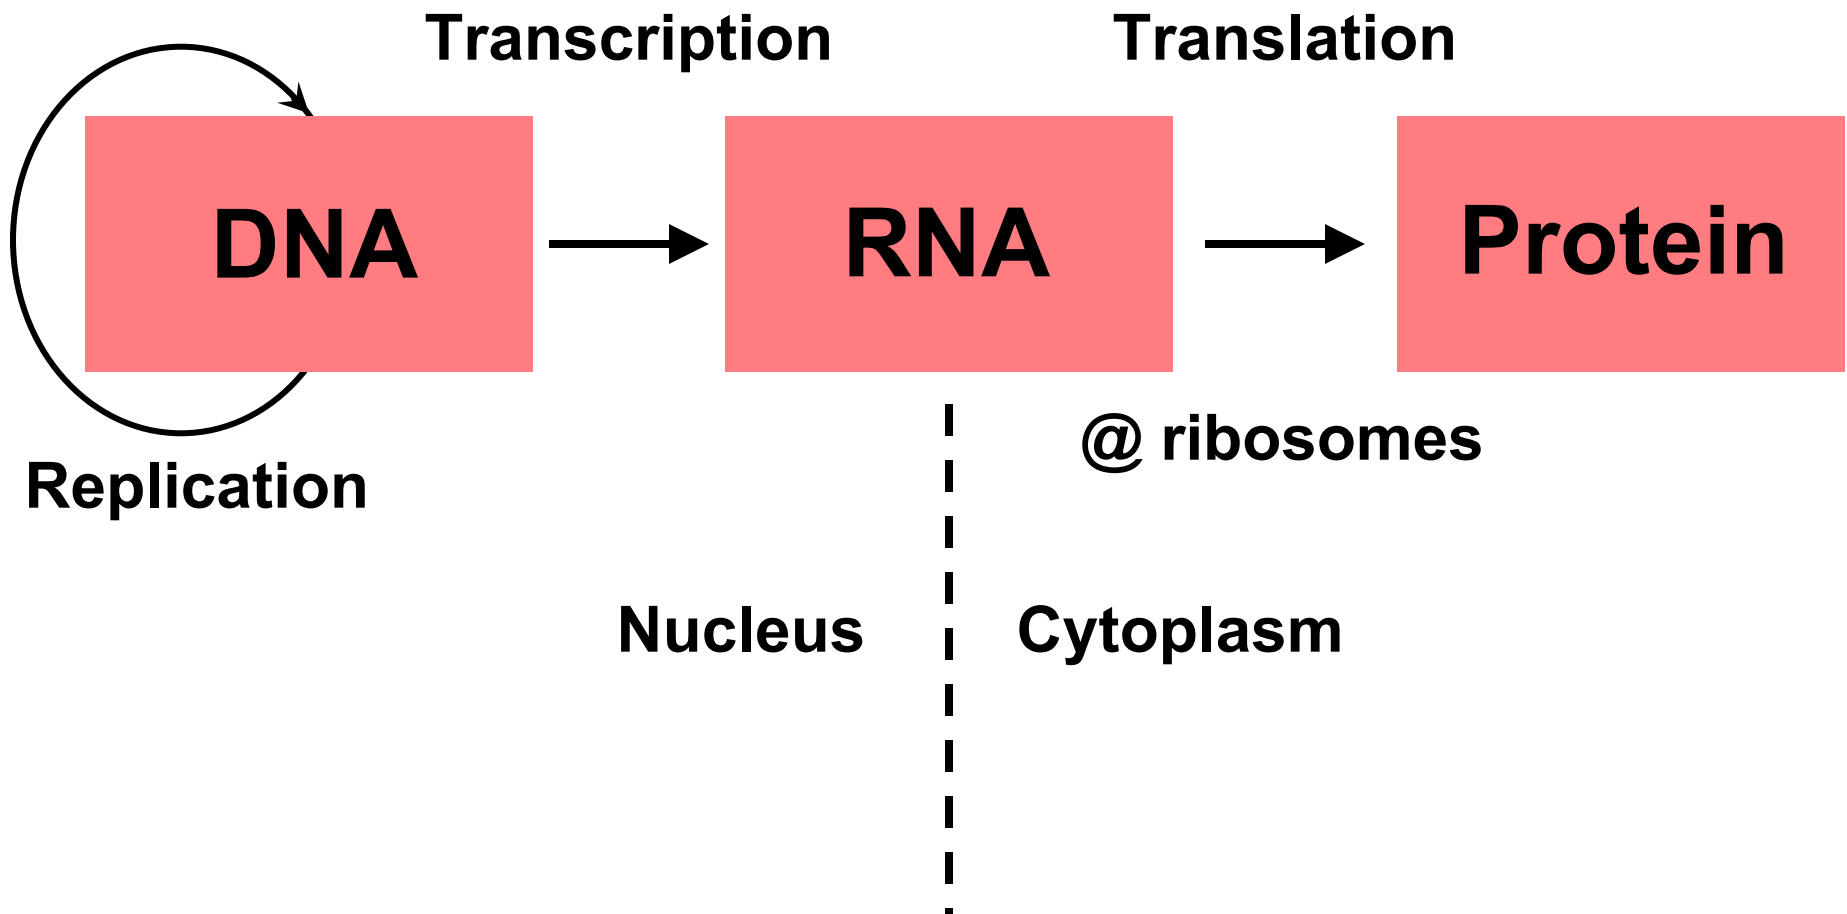 Transcription
Translation
DNA
RNA
Protein
@ ribosomes
Replication
Nucleus
Cytoplasm